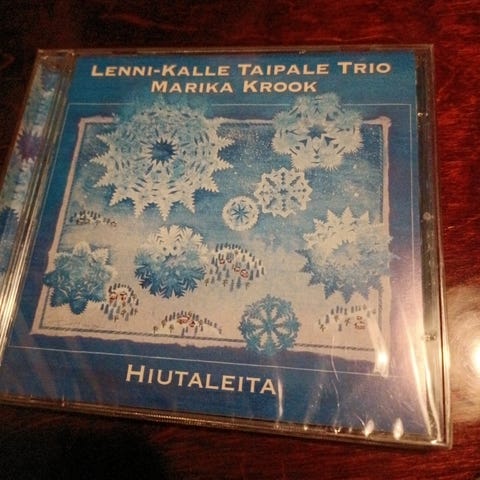 LENNI-KALLE TAIPALE TRIO
MARIKA KROOK
HIUTALEITA